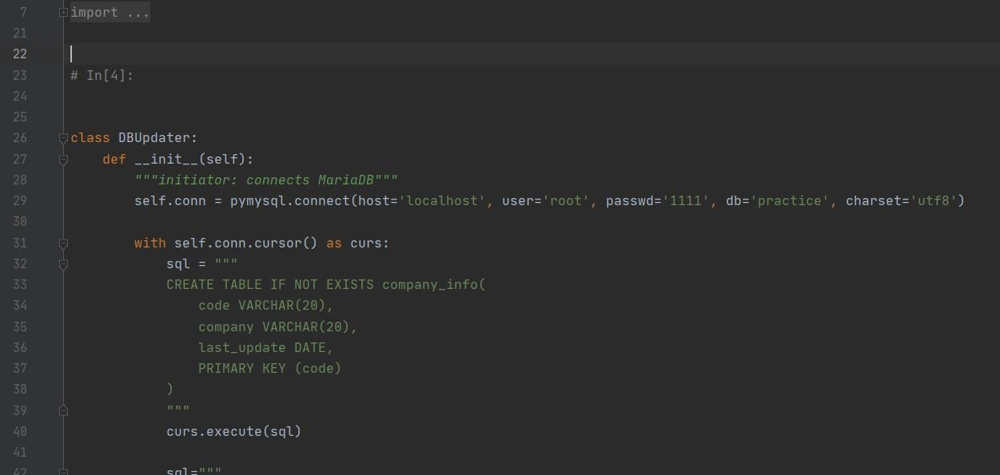 7 import ...
21
22
23 # In[4]:
24
25
26 class DBUpdater:
27     def __init__(self):
28         """initiator: connects MariaDB"""
29         self.conn = pymysql.connect(host='localhost', user='root', passwd='1111', db='practice', charset='utf8')
30
31         with self.conn.cursor() as curs:
32             sql = """
33             CREATE TABLE IF NOT EXISTS company_info(
34                 code VARCHAR(20),
35                 company VARCHAR(20),
36                 last_update DATE,
37                 PRIMARY KEY (code)
38             )
39             """
40             curs.execute(sql)
41
42             sql="""